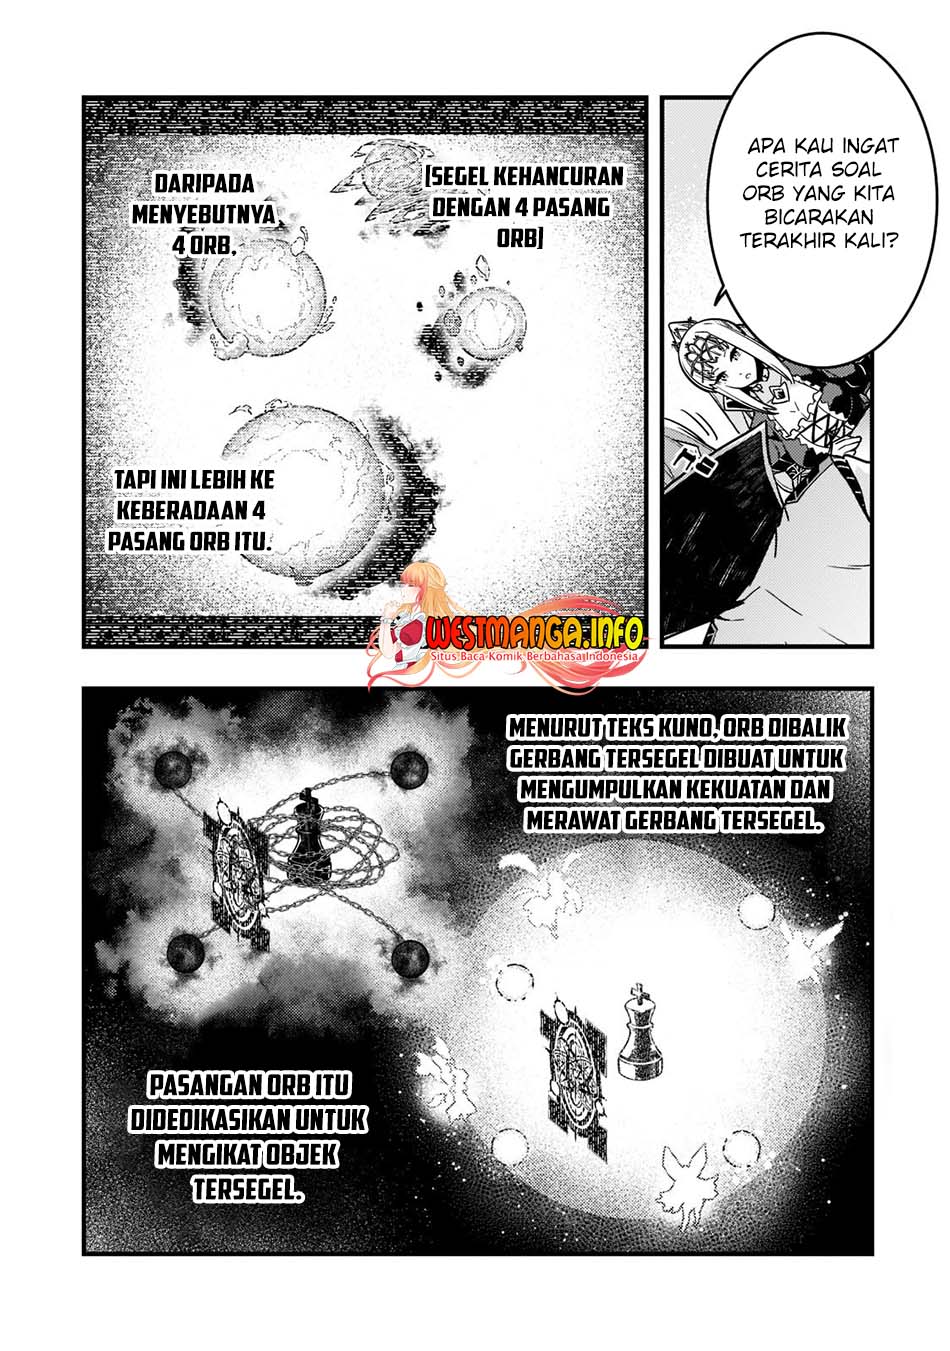 APA KAU INGAT
CERITA SOAL
ORB YANG KITA
BICARAKAN
TERAKHIR KALI?
[SEGEL KEHANCURAN
DENGAN 4 PASANG
ORB]
DARIPADA
MENYEBUTNYA
4 ORB,
TAPI INI LEBIH KE
KEBERADAAN 4
PASANG ORB ITU.
WESTMANGA.INFO
Situs Baca Komik Berbahasa Indonesia
MENURUT TEKS KUNO, ORB DIBALIK
GERBANG TERSEGEL DIBUAT UNTUK
MENGUMPULKAN KEKUATAN DAN
MERAWAT GERBANG TERSEGEL.
PASANGAN ORB ITU
DIDEDIKASIKAN UNTUK
MENGIKAT OBJEK
TERSEGEL.